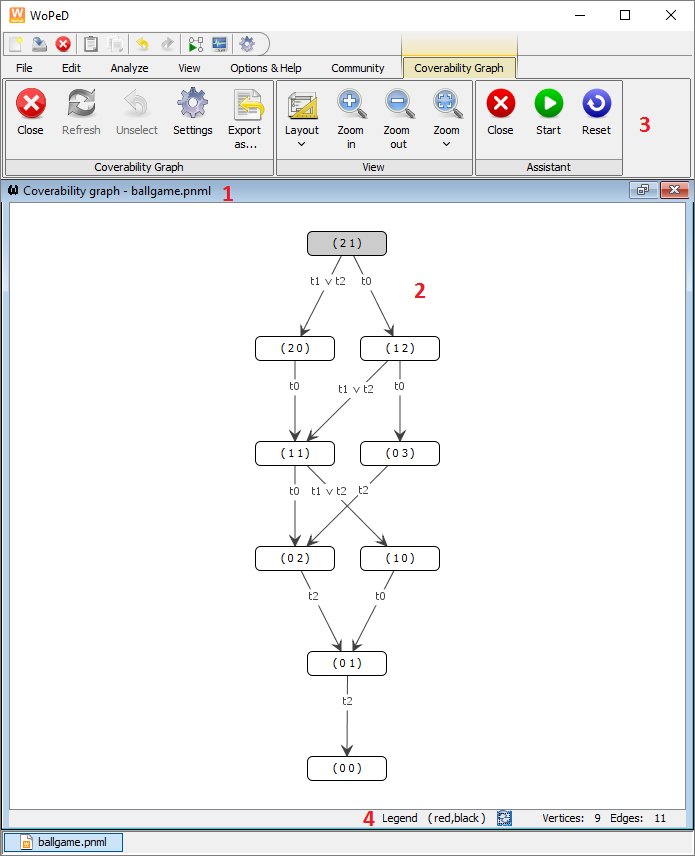 WoPeD
File Edit Analyze View Options & Help Community Coverability Graph
Close Refresh Unselect Settings Export as... Layout Zoom in Zoom out Zoom Close Start Reset 3
Coverability Graph View Assistant
Coverability graph - ballgame.pnml 1
( 2 1 )
t1 ∨ t2 t0 2
( 2 0 ) ( 1 2 )
t0 t1 ∨ t2 t0
( 1 1 ) ( 0 3 )
t0 t1 ∨ t2 t2
( 0 2 ) ( 1 0 )
t2 t0
( 0 1 )
t2
( 0 0 )
4 Legend ( red,black ) Vertices: 9 Edges: 11
ballgame.pnml